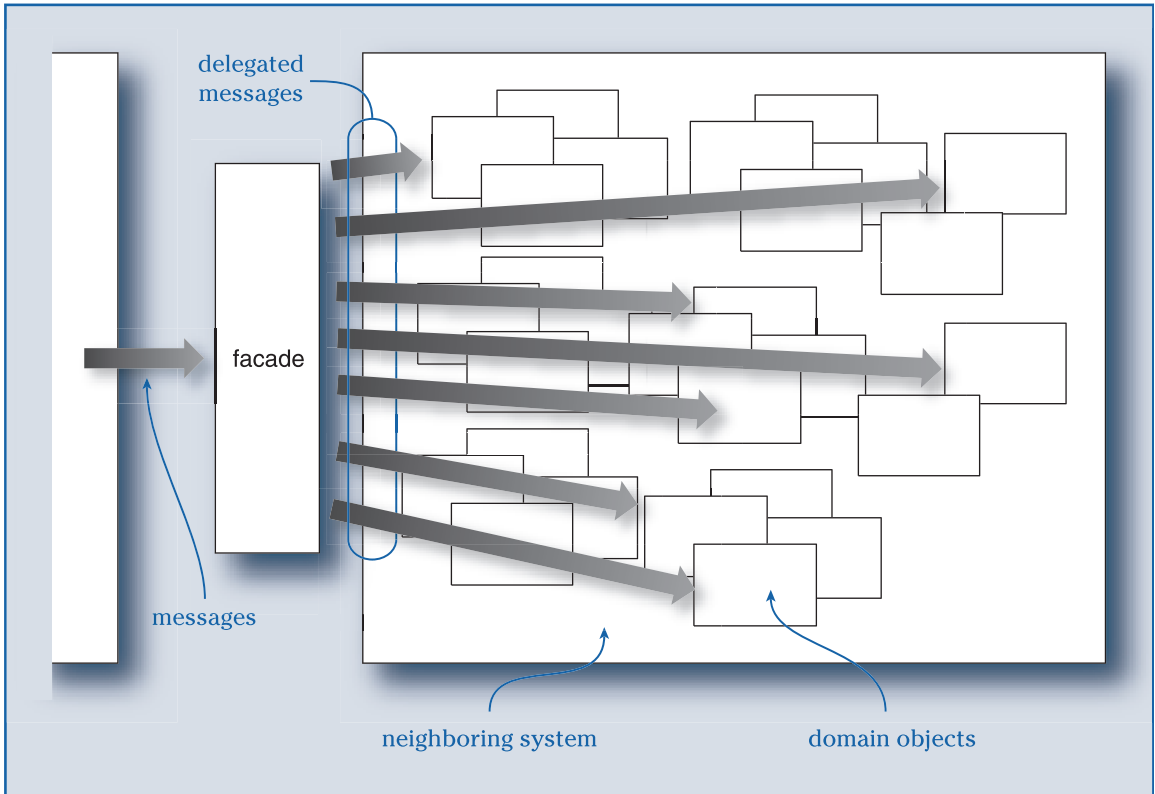 delegated
messages
facade
messages
neighboring system
domain objects